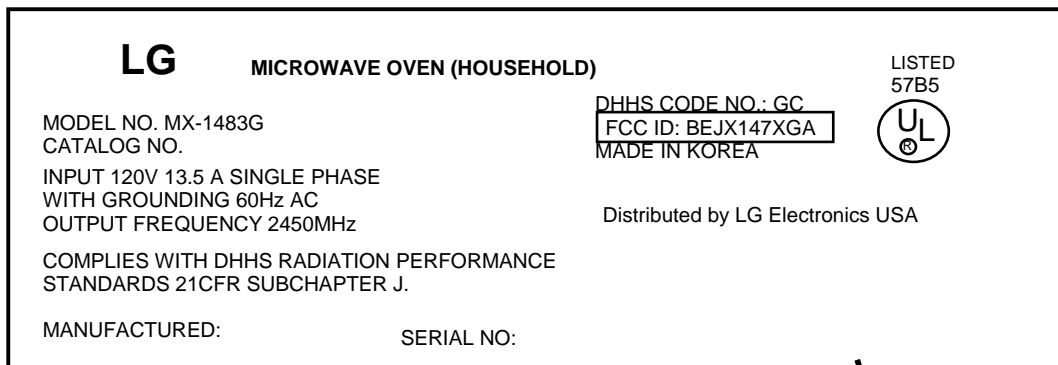 LG
MICROWAVE OVEN (HOUSEHOLD)
MODEL NO. MX-1483G
CATALOG NO.
INPUT 120V 13.5 A SINGLE PHASE
WITH GROUNDING 60Hz AC
OUTPUT FREQUENCY 2450MHz
COMPLIES WITH DHHS RADIATION PERFORMANCE
STANDARDS 21CFR SUBCHAPTER J.
MANUFACTURED:
SERIAL NO:
DHHS CODE NO.: GC
FCC ID: BEJX147XGA
MADE IN KOREA
Distributed by LG Electronics USA
LISTED
57B5
UL
®